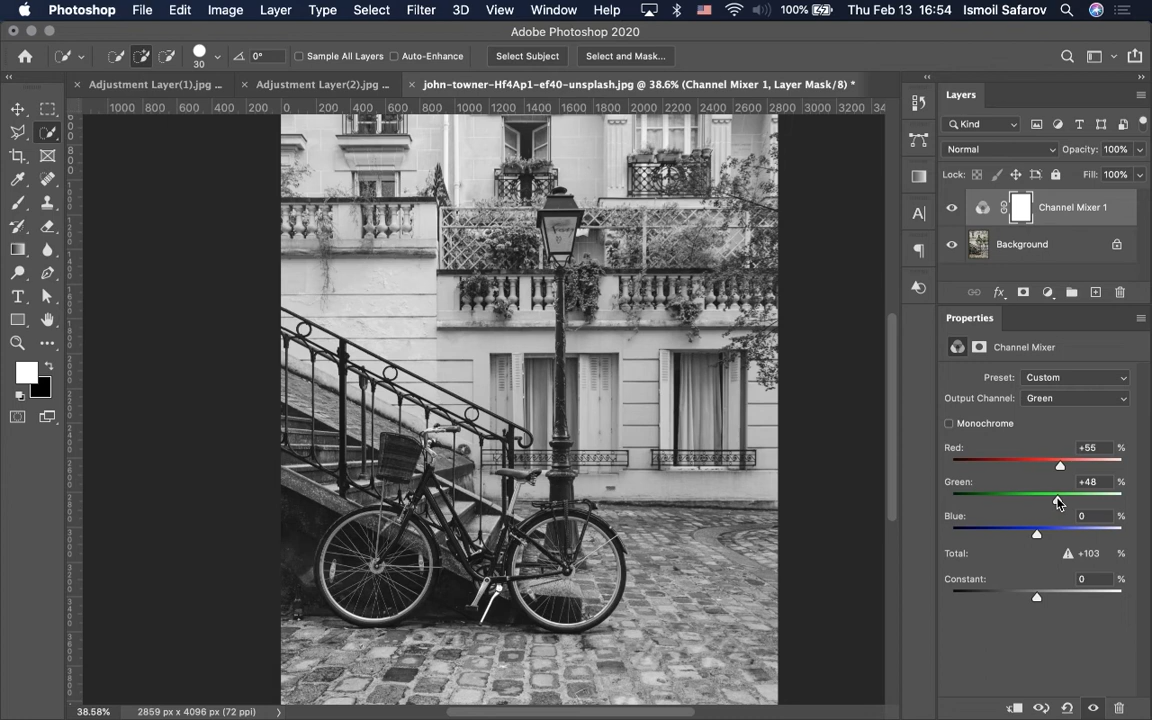 Photoshop File Edit Image Layer Type Select Filter 3D View Window Help 100% Thu Feb 13 16:54 Ismoil Safarov
Adobe Photoshop 2020
30 0° Sample All Layers Auto-Enhance Select Subject Select and Mask...
Adjustment Layer(1).jpg ... Adjustment Layer(2).jpg ... john-towner-Hf4Ap1-ef40-unsplash.jpg @ 38.6% (Channel Mixer 1, Layer Mask/8) *
1000 800 600 400 200 0 200 400 600 800 1000 1200 1400 1600 1800 2000 2200 2400 2600 2800 3000 3200 34
Layers
Kind
Normal Opacity: 100%
Lock: Fill: 100%
Channel Mixer 1
Background
Properties
Channel Mixer
Preset: Custom
Output Channel: Green
Monochrome
Red: +55 %
Green: +48 %
Blue: 0 %
Total: +103 %
Constant: 0 %
38.58% 2859 px x 4096 px (72 ppi)